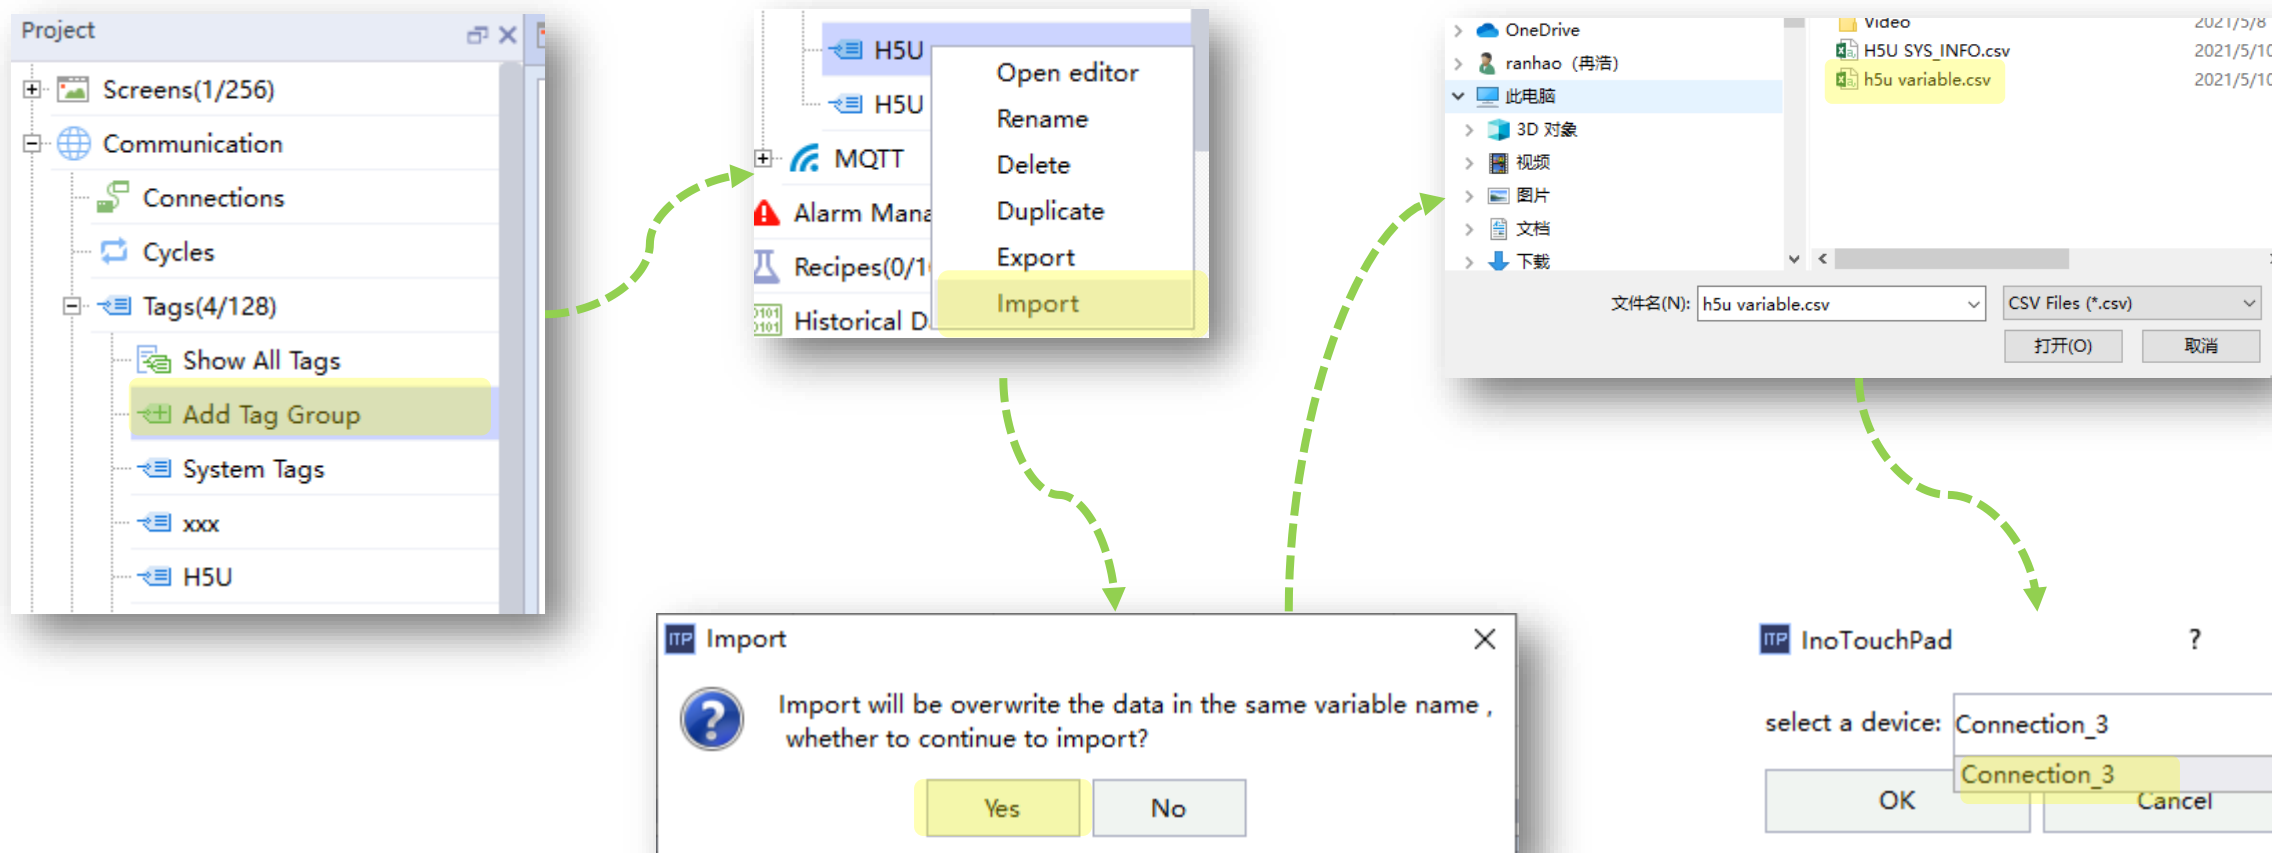 Project
Screens(1/256)
Communication
Connections
Cycles
Tags(4/128)
Show All Tags
Add Tag Group
System Tags
xxx
H5U
H5U
H5U
MQTT
Alarm Mana
Recipes(0/1
Historical D
Open editor
Rename
Delete
Duplicate
Export
Import
OneDrive
ranhao (冉浩)
此电脑
3D 对象
视频
图片
文档
下载
Video 2021/5/8
H5U SYS_INFO.csv 2021/5/10
h5u variable.csv 2021/5/10
文件名(N): h5u variable.csv CSV Files (*.csv)
打开(O) 取消
ITP Import
Import will be overwrite the data in the same variable name ,
whether to continue to import?
Yes No
ITP InoTouchPad ?
select a device: Connection_3
Connection_3
OK Cancel